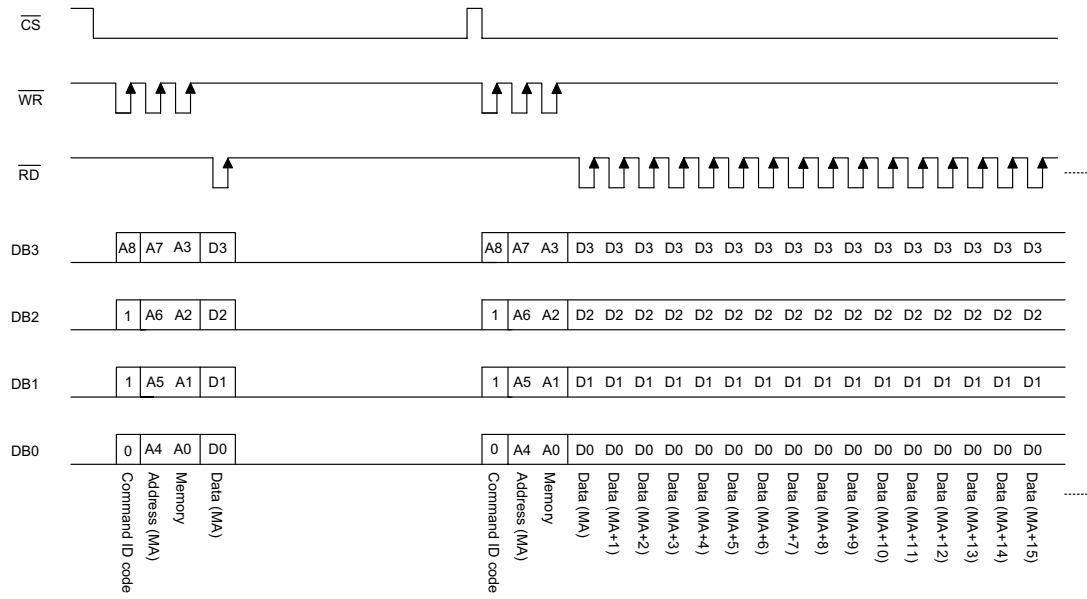 CS
WR
RD
DB3 A8 A7 A3 D3 A8 A7 A3 D3 D3 D3 D3 D3 D3 D3 D3 D3 D3 D3 D3 D3 D3 D3 D3
DB2 1 A6 A2 D2 1 A6 A2 D2 D2 D2 D2 D2 D2 D2 D2 D2 D2 D2 D2 D2 D2 D2 D2
DB1 1 A5 A1 D1 1 A5 A1 D1 D1 D1 D1 D1 D1 D1 D1 D1 D1 D1 D1 D1 D1 D1 D1
DB0 0 A4 A0 D0 0 A4 A0 D0 D0 D0 D0 D0 D0 D0 D0 D0 D0 D0 D0 D0 D0 D0 D0
Command ID code
Address (MA)
Memory
Data (MA)
Command ID code
Address (MA)
Memory
Data (MA)
Data (MA+1)
Data (MA+2)
Data (MA+3)
Data (MA+4)
Data (MA+5)
Data (MA+6)
Data (MA+7)
Data (MA+8)
Data (MA+9)
Data (MA+10)
Data (MA+11)
Data (MA+12)
Data (MA+13)
Data (MA+14)
Data (MA+15)